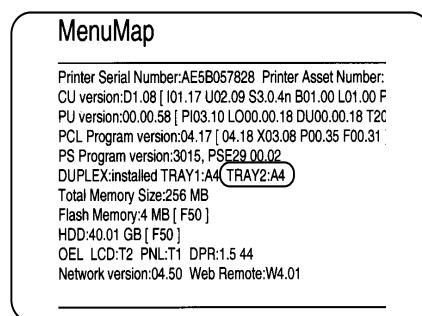 MenuMap
Printer Serial Number:AE5B057828 Printer Asset Number:
CU version:D1.08 [ I01.17 U02.09 S3.0.4n B01.00 L01.00 P
PU version:00.00.58 [ PI03.10 LO00.00.18 DU00.00.18 T20
PCL Program version:04.17 [ 04.18 X03.08 P00.35 F00.31 ]
PS Program version:3015, PSE29 00.02
DUPLEX:installed TRAY1:A4 TRAY2:A4
Total Memory Size:256 MB
Flash Memory:4 MB [ F50 ]
HDD:40.01 GB [ F50 ]
OEL LCD:T2 PNL:T1 DPR:1.5 44
Network version:04.50 Web Remote:W4.01